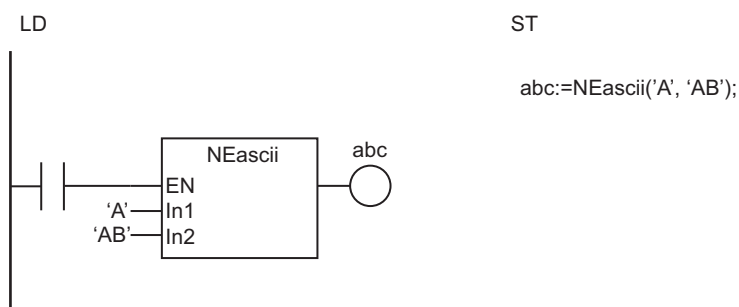 LD
ST
abc:=NEascii('A', ‘AB’);
NEascii
abc
EN
‘A’ In1
‘AB’ In2